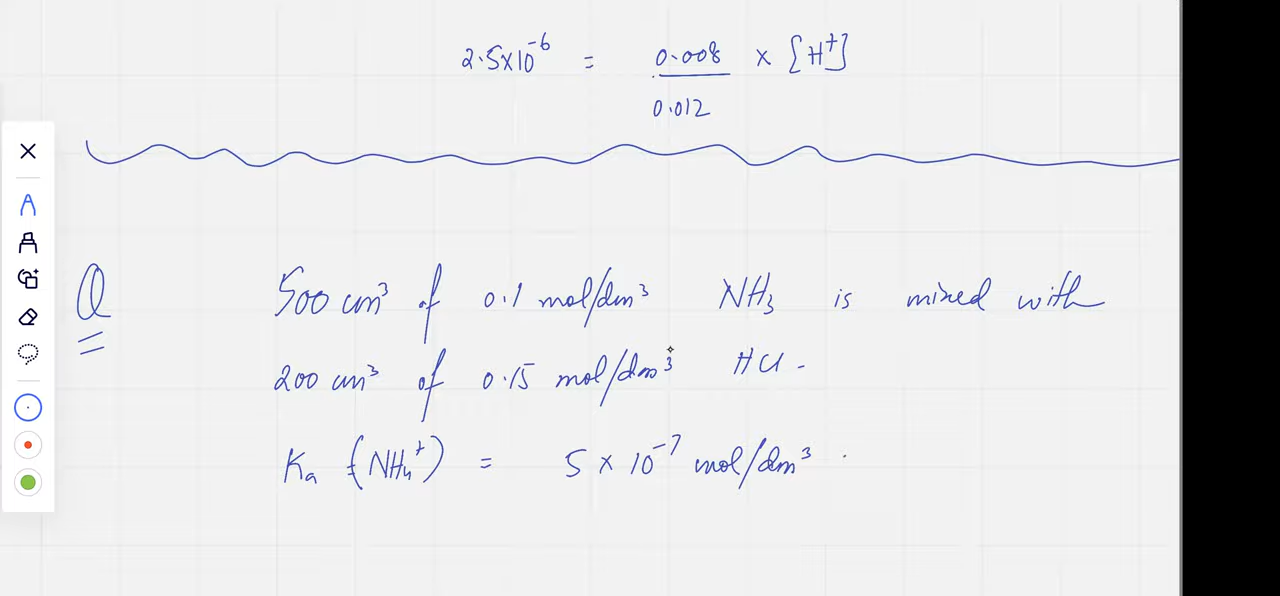 2.5x10⁻⁶ = 0.008 x [H⁺]
0.012
Q
500 cm³ of 0.1 mol/dm³ NH₃ is mixed with
200 cm³ of 0.15 mol/dm³ HCl.
Ka (NH₄⁺) = 5 x 10⁻⁷ mol/dm³.